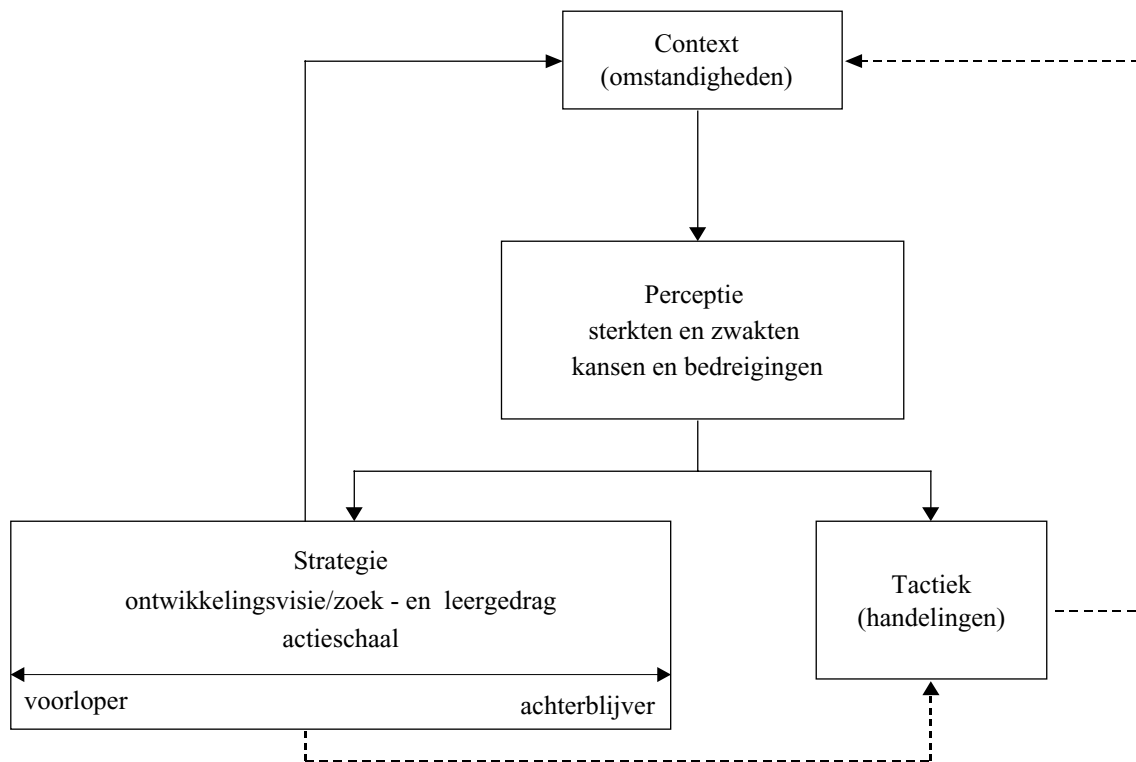 Context
(omstandigheden)
Perceptie
sterkten en zwakten
kansen en bedreigingen
Strategie
ontwikkelingsvisie/zoek - en leergedrag
actieschaal
voorloper
achterblijver
Tactiek
(handelingen)